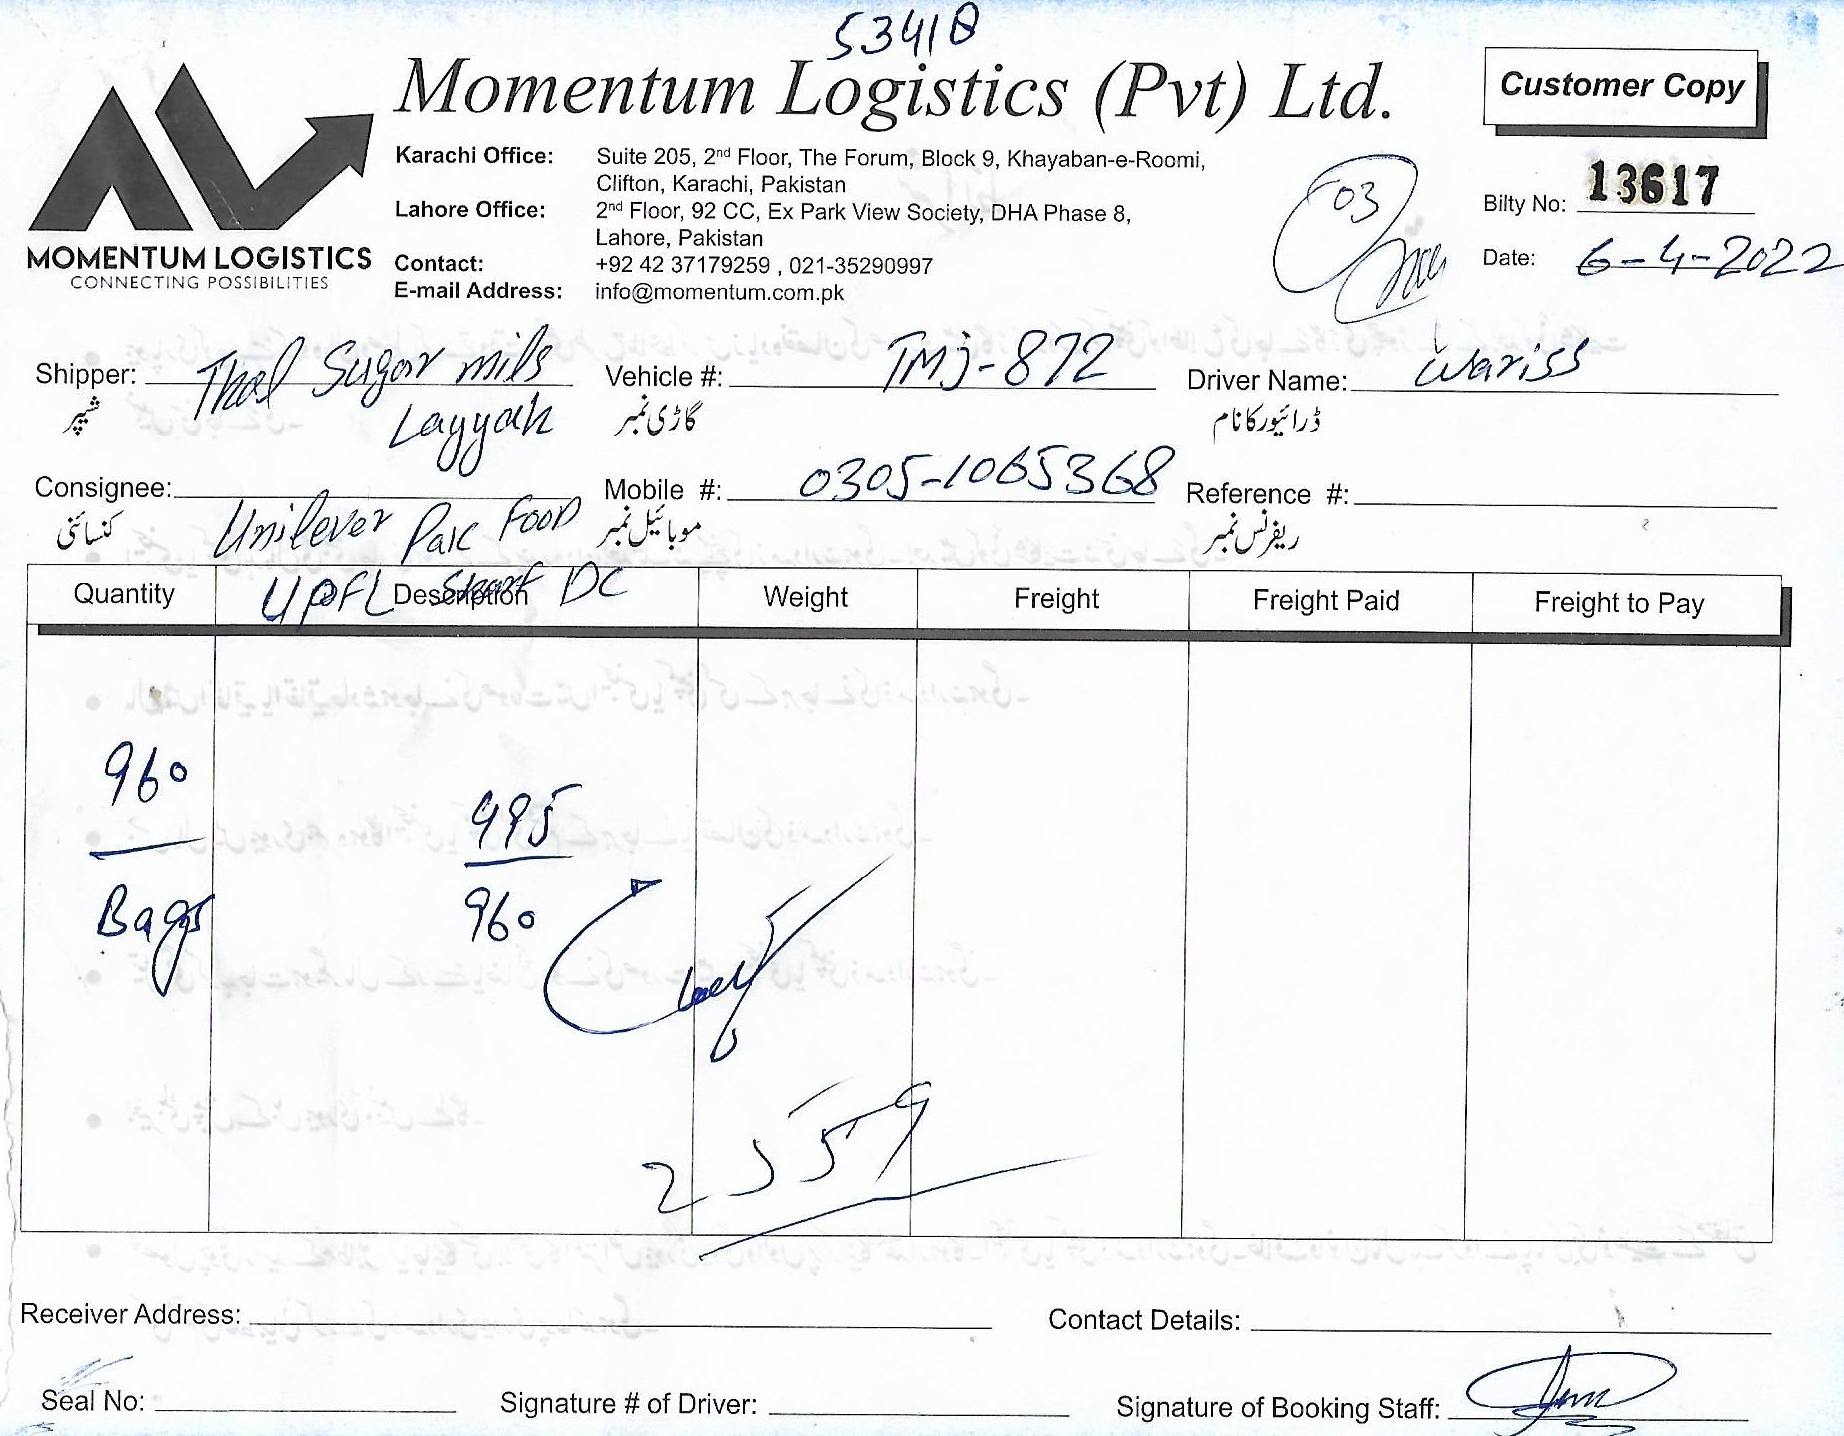 53418
Momentum Logistics (Pvt) Ltd.
Customer Copy
MOMENTUM LOGISTICS
CONNECTING POSSIBILITIES
Karachi Office: Suite 205, 2nd Floor, The Forum, Block 9, Khayaban-e-Roomi,
Clifton, Karachi, Pakistan
Lahore Office: 2nd Floor, 92 CC, Ex Park View Society, DHA Phase 8,
Lahore, Pakistan
Contact: +92 42 37179259 , 021-35290997
E-mail Address: info@momentum.com.pk
03
Bilty No: 13617
Date: 6-4-2022
Shipper: Thal Sugar mils Vehicle #: TMJ-872 Driver Name: Wariss
شیپر Layyah گاڑی نمبر ڈرائیور کا نام
Consignee: Mobile #: 0305-1065368 Reference #:
کنسائنی Unilever Pak Food موبائیل نمبر ریفرنس نمبر
UPFL DC
Quantity Description Weight Freight Freight Paid Freight to Pay
960
Bags
995
960
2559
Receiver Address: Contact Details:
Seal No: Signature # of Driver: Signature of Booking Staff: